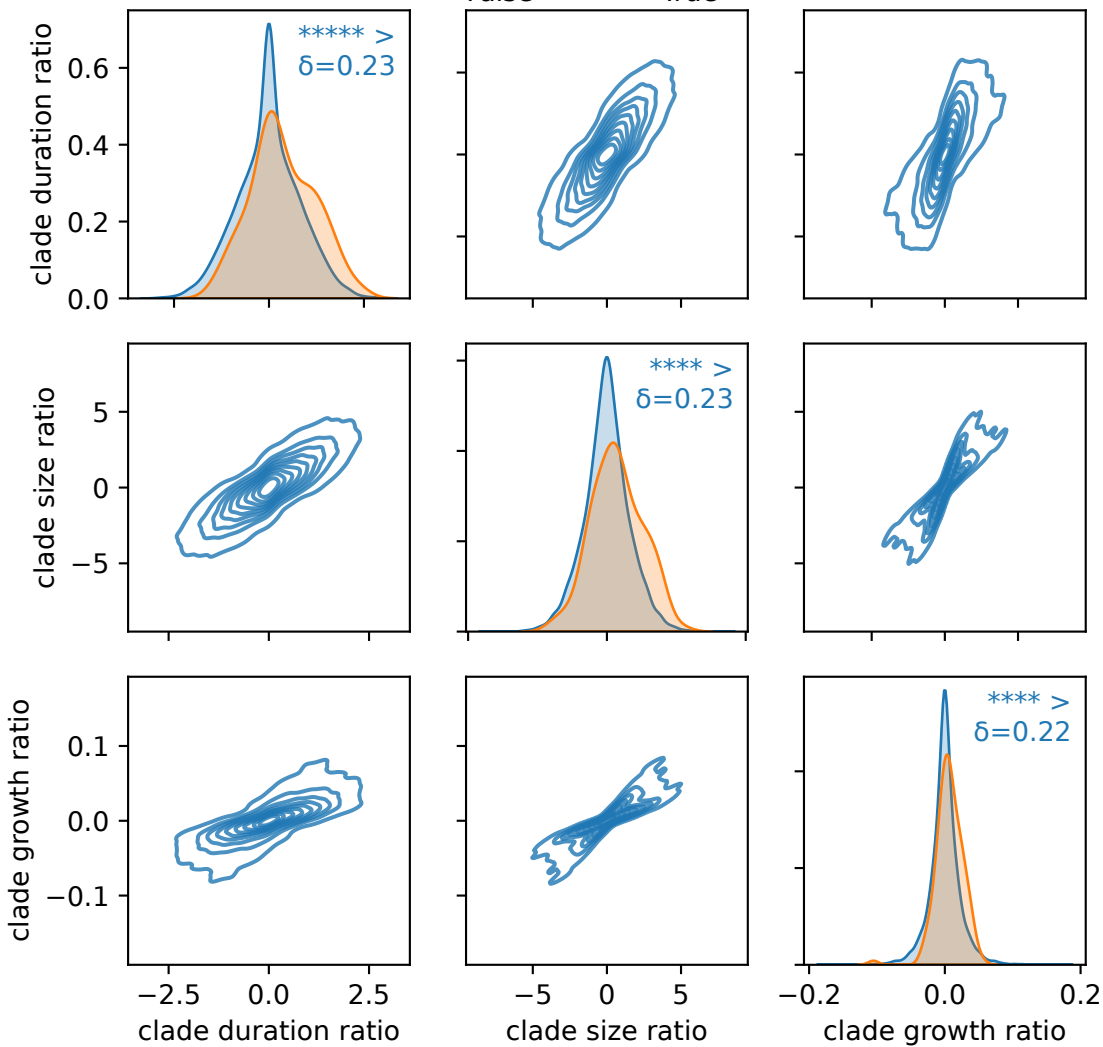 ***** >
δ=0.23
clade duration ratio
0.6
0.4
0.2
0.0
**** >
δ=0.23
clade size ratio
5
0
−5
**** >
δ=0.22
clade growth ratio
0.1
0.0
−0.1
−2.5 0.0 2.5 −5 0 5 −0.2 0.0 0.2
clade duration ratio clade size ratio clade growth ratio